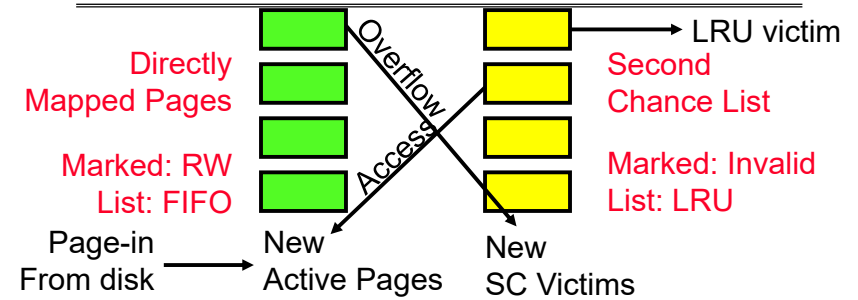 LRU victim
Directly
Mapped Pages
Marked: RW
List: FIFO
Overflow
Access
Second
Chance List
Marked: Invalid
List: LRU
Page-in
From disk
New
Active Pages
New
SC Victims